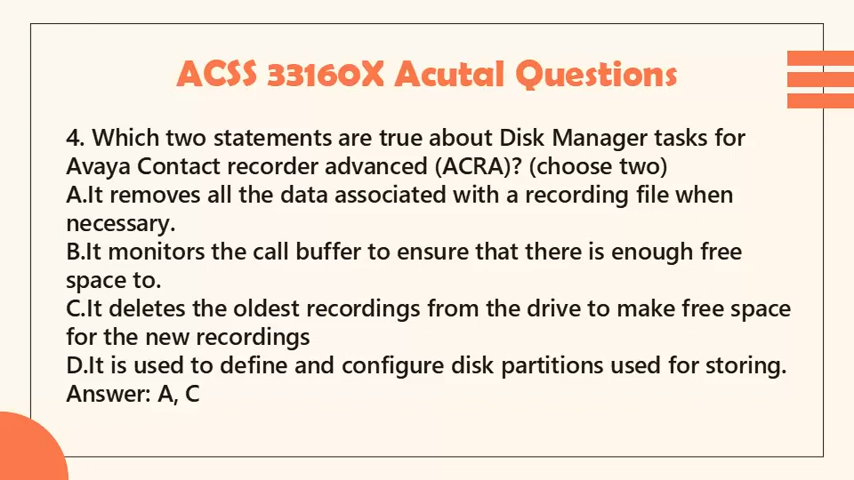 ACSS 33160X Acutal Questions
4. Which two statements are true about Disk Manager tasks for
Avaya Contact recorder advanced (ACRA)? (choose two)
A.It removes all the data associated with a recording file when
necessary.
B.It monitors the call buffer to ensure that there is enough free
space to.
C.It deletes the oldest recordings from the drive to make free space
for the new recordings
D.It is used to define and configure disk partitions used for storing.
Answer: A, C